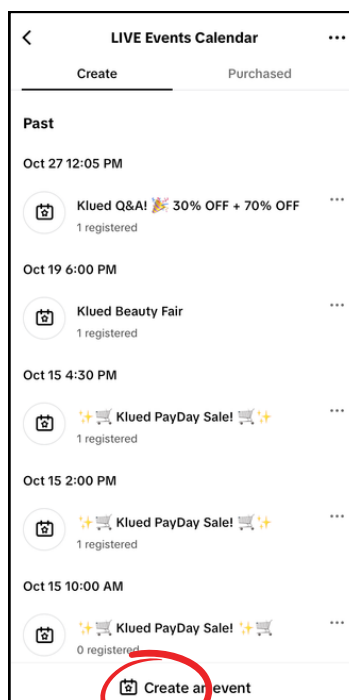 LIVE Events Calendar
Create Purchased
Past
Oct 27 12:05 PM
Klued Q&A! 🎉 30% OFF + 70% OFF
1 registered
Oct 19 6:00 PM
Klued Beauty Fair
1 registered
Oct 15 4:30 PM
✨🛒 Klued PayDay Sale! 🛒✨
1 registered
Oct 15 2:00 PM
✨🛒 Klued PayDay Sale! 🛒✨
1 registered
Oct 15 10:00 AM
✨🛒 Klued PayDay Sale! ✨🛒
0 registered
Create an event